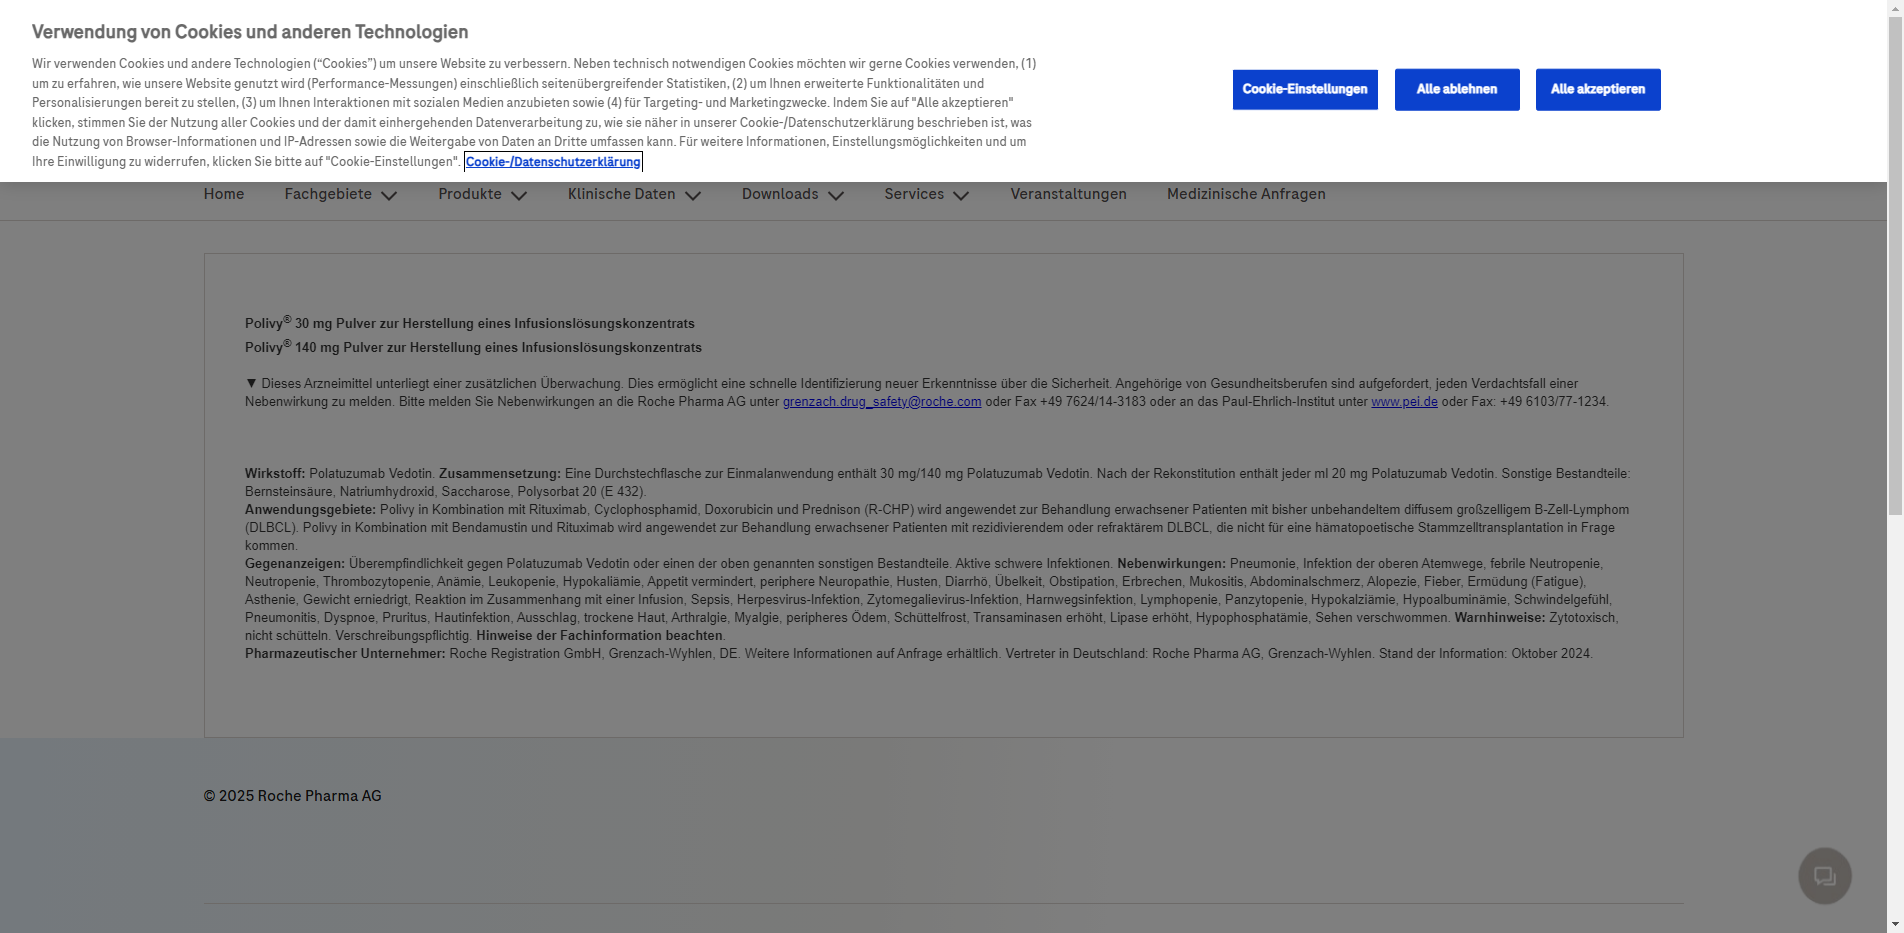 Verwendung von Cookies und anderen Technologien
Wir verwenden Cookies und andere Technologien (“Cookies”) um unsere Website zu verbessern. Neben technisch notwendigen Cookies möchten wir gerne Cookies verwenden, (1)
um zu erfahren, wie unsere Website genutzt wird (Performance-Messungen) einschließlich seitenübergreifender Statistiken, (2) um Ihnen erweiterte Funktionalitäten und
Personalisierungen bereit zu stellen, (3) um Ihnen Interaktionen mit sozialen Medien anzubieten sowie (4) für Targeting- und Marketingzwecke. Indem Sie auf "Alle akzeptieren"
klicken, stimmen Sie der Nutzung aller Cookies und der damit einhergehenden Datenverarbeitung zu, wie sie näher in unserer Cookie-/Datenschutzerklärung beschrieben ist, was
die Nutzung von Browser-Informationen und IP-Adressen sowie die Weitergabe von Daten an Dritte umfassen kann. Für weitere Informationen, Einstellungsmöglichkeiten und um
Ihre Einwilligung zu widerrufen, klicken Sie bitte auf "Cookie-Einstellungen". Cookie-/Datenschutzerklärung
Cookie-Einstellungen Alle ablehnen Alle akzeptieren
Home Fachgebiete Produkte Klinische Daten Downloads Services Veranstaltungen Medizinische Anfragen
Polivy® 30 mg Pulver zur Herstellung eines Infusionslösungskonzentrats
Polivy® 140 mg Pulver zur Herstellung eines Infusionslösungskonzentrats
▼ Dieses Arzneimittel unterliegt einer zusätzlichen Überwachung. Dies ermöglicht eine schnelle Identifizierung neuer Erkenntnisse über die Sicherheit. Angehörige von Gesundheitsberufen sind aufgefordert, jeden Verdachtsfall einer
Nebenwirkung zu melden. Bitte melden Sie Nebenwirkungen an die Roche Pharma AG unter grenzach.drug_safety@roche.com oder Fax +49 7624/14-3183 oder an das Paul-Ehrlich-Institut unter www.pei.de oder Fax: +49 6103/77-1234.
Wirkstoff: Polatuzumab Vedotin. Zusammensetzung: Eine Durchstechflasche zur Einmalanwendung enthält 30 mg/140 mg Polatuzumab Vedotin. Nach der Rekonstitution enthält jeder ml 20 mg Polatuzumab Vedotin. Sonstige Bestandteile:
Bernsteinsäure, Natriumhydroxid, Saccharose, Polysorbat 20 (E 432).
Anwendungsgebiete: Polivy in Kombination mit Rituximab, Cyclophosphamid, Doxorubicin und Prednison (R-CHP) wird angewendet zur Behandlung erwachsener Patienten mit bisher unbehandeltem diffusem großzelligem B-Zell-Lymphom
(DLBCL). Polivy in Kombination mit Bendamustin und Rituximab wird angewendet zur Behandlung erwachsener Patienten mit rezidivierendem oder refraktärem DLBCL, die nicht für eine hämatopoetische Stammzelltransplantation in Frage
kommen.
Gegenanzeigen: Überempfindlichkeit gegen Polatuzumab Vedotin oder einen der oben genannten sonstigen Bestandteile. Aktive schwere Infektionen. Nebenwirkungen: Pneumonie, Infektion der oberen Atemwege, febrile Neutropenie,
Neutropenie, Thrombozytopenie, Anämie, Leukopenie, Hypokaliämie, Appetit vermindert, periphere Neuropathie, Husten, Diarrhö, Übelkeit, Obstipation, Erbrechen, Mukositis, Abdominalschmerz, Alopezie, Fieber, Ermüdung (Fatigue),
Asthenie, Gewicht erniedrigt, Reaktion im Zusammenhang mit einer Infusion, Sepsis, Herpesvirus-Infektion, Zytomegalievirus-Infektion, Harnwegsinfektion, Lymphopenie, Panzytopenie, Hypokalziämie, Hypoalbuminämie, Schwindelgefühl,
Pneumonitis, Dyspnoe, Pruritus, Hautinfektion, Ausschlag, trockene Haut, Arthralgie, Myalgie, peripheres Ödem, Schüttelfrost, Transaminasen erhöht, Lipase erhöht, Hypophosphatämie, Sehen verschwommen. Warnhinweise: Zytotoxisch,
nicht schütteln. Verschreibungspflichtig. Hinweise der Fachinformation beachten.
Pharmazeutischer Unternehmer: Roche Registration GmbH, Grenzach-Wyhlen, DE. Weitere Informationen auf Anfrage erhältlich. Vertreter in Deutschland: Roche Pharma AG, Grenzach-Wyhlen. Stand der Information: Oktober 2024.
© 2025 Roche Pharma AG